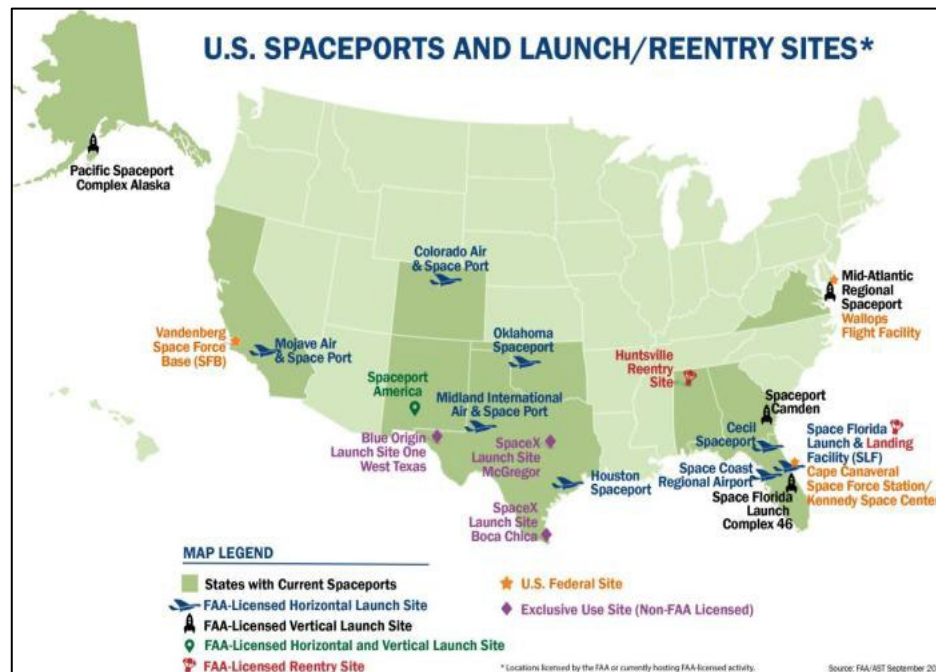 U.S. SPACEPORTS AND LAUNCH/REENTRY SITES*
Pacific Spaceport
Complex Alaska
Colorado Air
& Space Port
Mid-Atlantic
Regional
Spaceport
Wallops
Flight Facility
Vandenberg
Space Force
Base (SFB)
Mojave Air
& Space Port
Oklahoma
Spaceport
Huntsville
Reentry
Site
Spaceport
America
Midland International
Air & Space Port
Spaceport
Camden
Blue Origin
Launch Site One
West Texas
SpaceX
Launch Site
McGregor
Cecil
Spaceport
Space Florida
Launch & Landing
Facility (SLF)
Cape Canaveral
Space Force Station/
Kennedy Space Center
Houston
Spaceport
Space Coast
Regional Airport
Space Florida
Launch
Complex 46
SpaceX
Launch Site
Boca Chica
MAP LEGEND
States with Current Spaceports
FAA-Licensed Horizontal Launch Site
FAA-Licensed Vertical Launch Site
FAA-Licensed Horizontal and Vertical Launch Site
FAA-Licensed Reentry Site
U.S. Federal Site
Exclusive Use Site (Non-FAA Licensed)
* Locations licensed by the FAA or currently hosting FAA-licensed activity.
Source: FAA/AST September